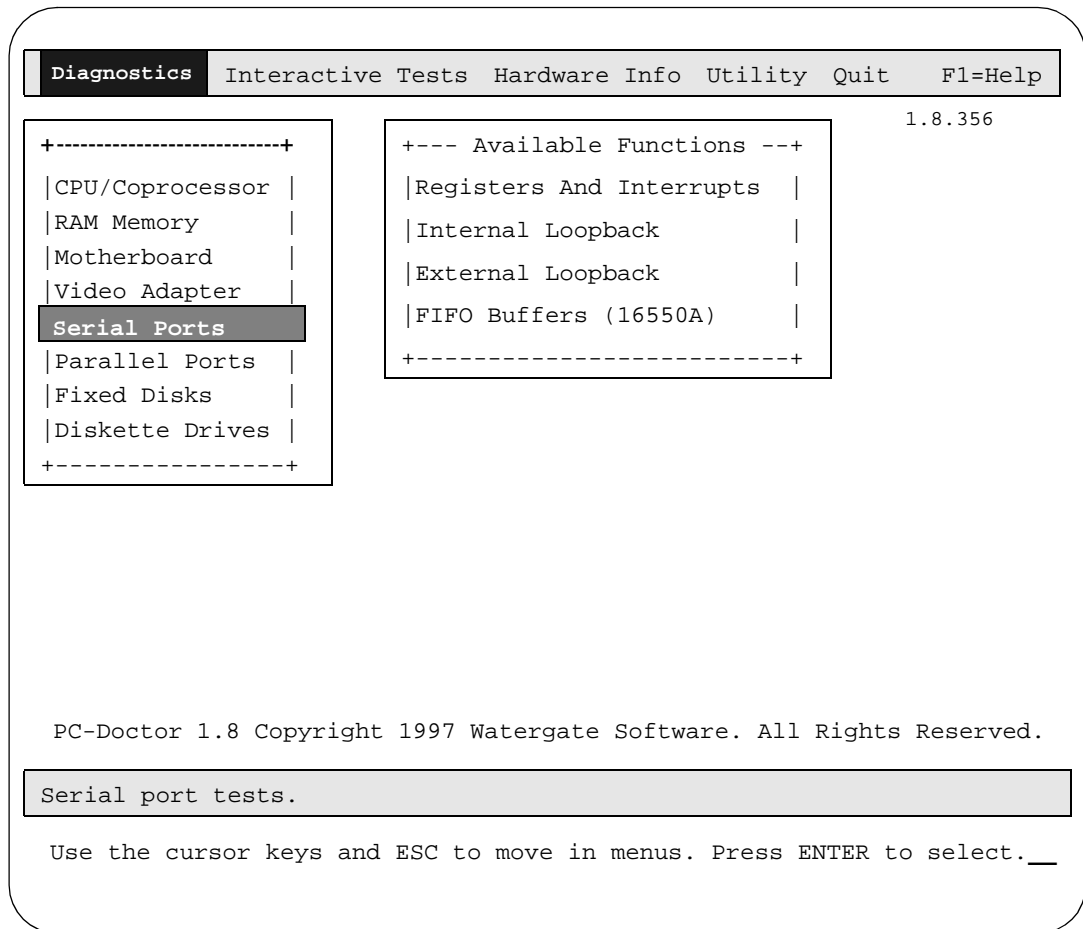 Diagnostics Interactive Tests Hardware Info Utility Quit F1=Help
1.8.356
+----------------------------+
|CPU/Coprocessor |
|RAM Memory |
|Motherboard |
|Video Adapter |
Serial Ports
|Parallel Ports |
|Fixed Disks |
|Diskette Drives |
+----------------+
+--- Available Functions --+
|Registers And Interrupts |
|Internal Loopback |
|External Loopback |
|FIFO Buffers (16550A) |
+--------------------------+
PC-Doctor 1.8 Copyright 1997 Watergate Software. All Rights Reserved.
Serial port tests.
Use the cursor keys and ESC to move in menus. Press ENTER to select.__